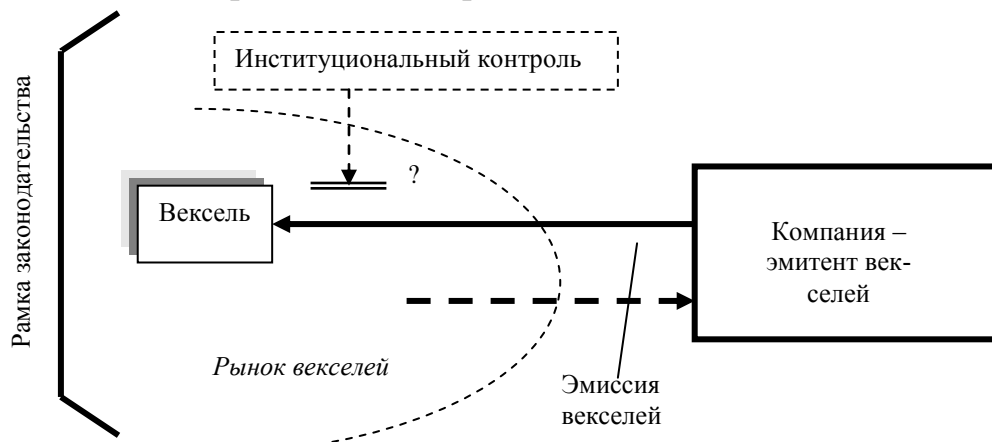 Институциональный контроль
Рамка законодательства
?
Вексель
Компания –
эмитент век-
селей
Рынок векселей
Эмиссия
векселей